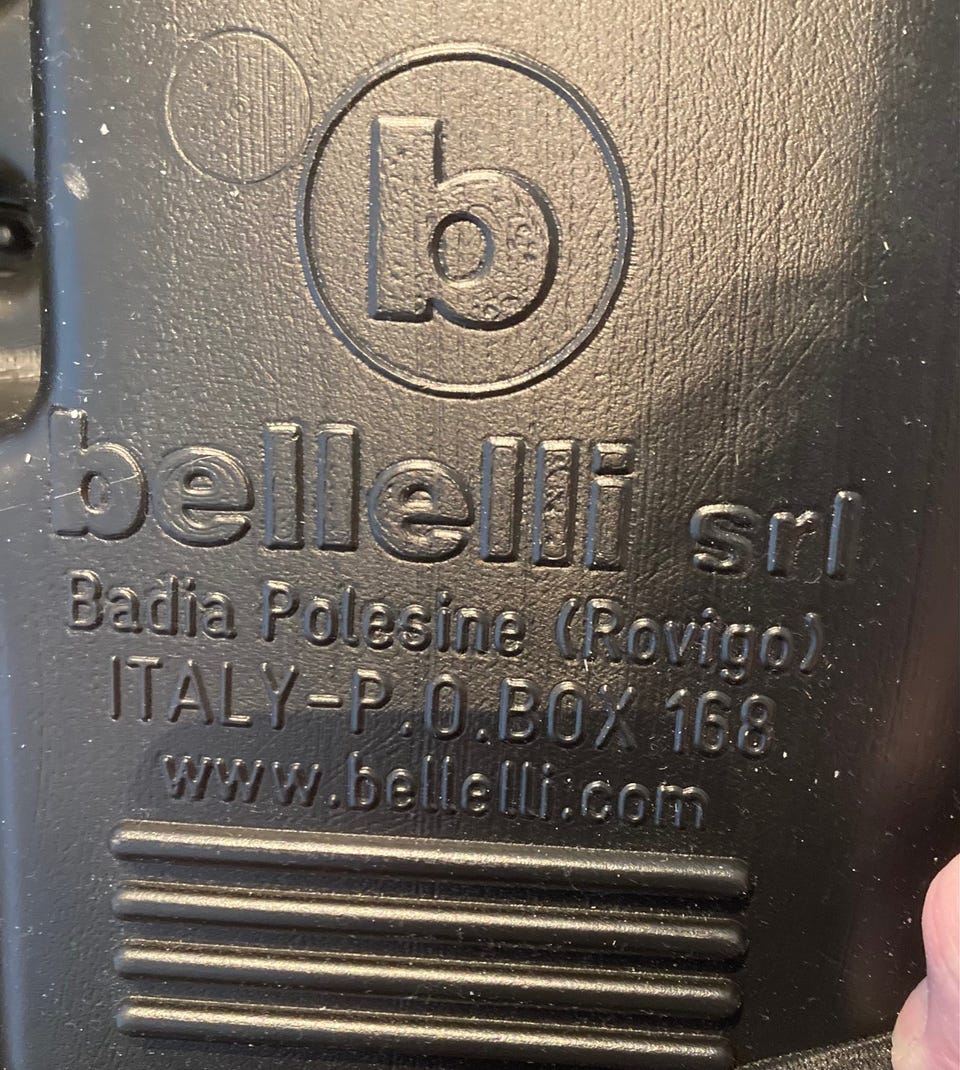 b
bellelli srl
Badia Polesine (Rovigo)
ITALY-P.O.BOX 168
www.bellelli.com